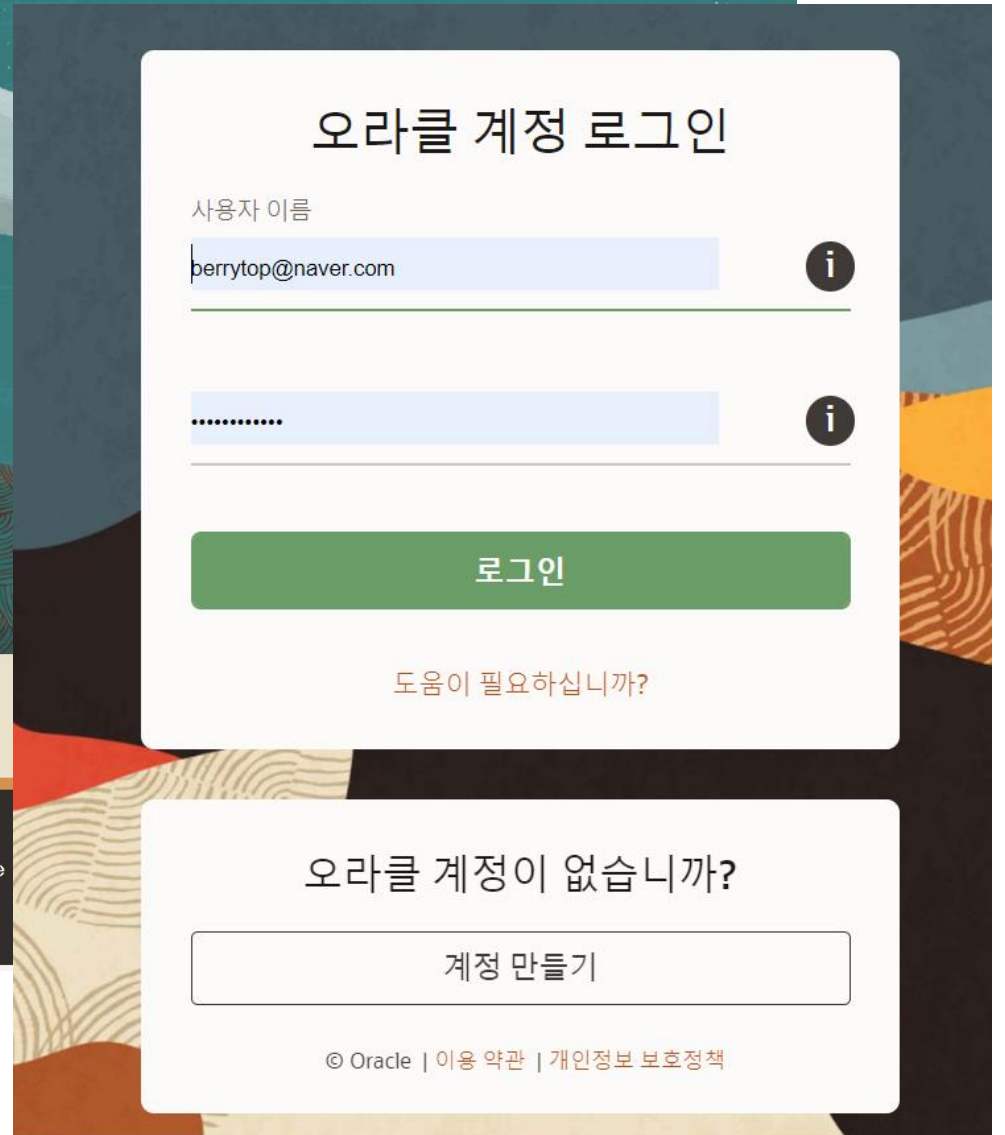 오라클 계정 로그인
사용자 이름
berrytop@naver.com
i
••••••••••••
i
로그인
도움이 필요하십니까?
오라클 계정이 없습니까?
계정 만들기
© Oracle | 이용 약관 | 개인정보 보호정책